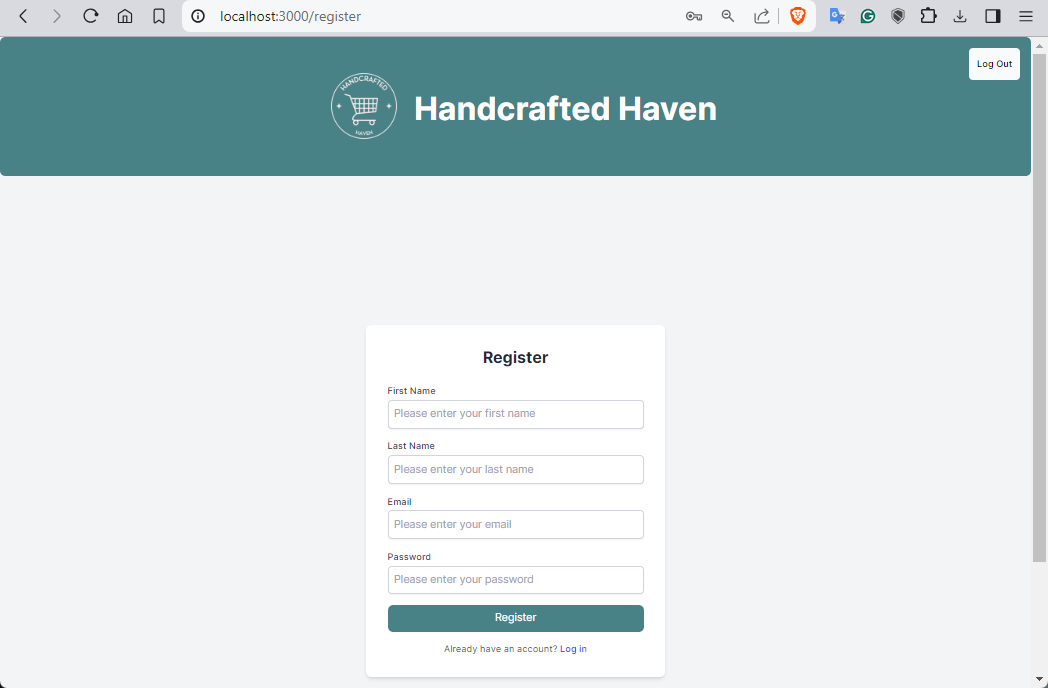 localhost:3000/register
Log Out
HANDCRAFTED
HAVEN
Handcrafted Haven
Register
First Name
Please enter your first name
Last Name
Please enter your last name
Email
Please enter your email
Password
Please enter your password
Register
Already have an account? Log in